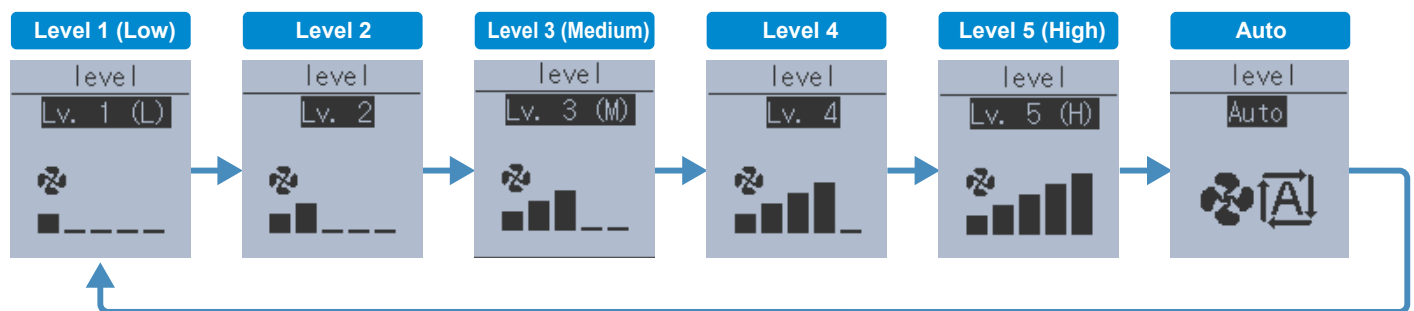 Level 1 (Low)
level
Lv. 1 (L)
Level 2
level
Lv. 2
Level 3 (Medium)
level
Lv. 3 (M)
Level 4
level
Lv. 4
Level 5 (High)
level
Lv. 5 (H)
Auto
level
Auto
A